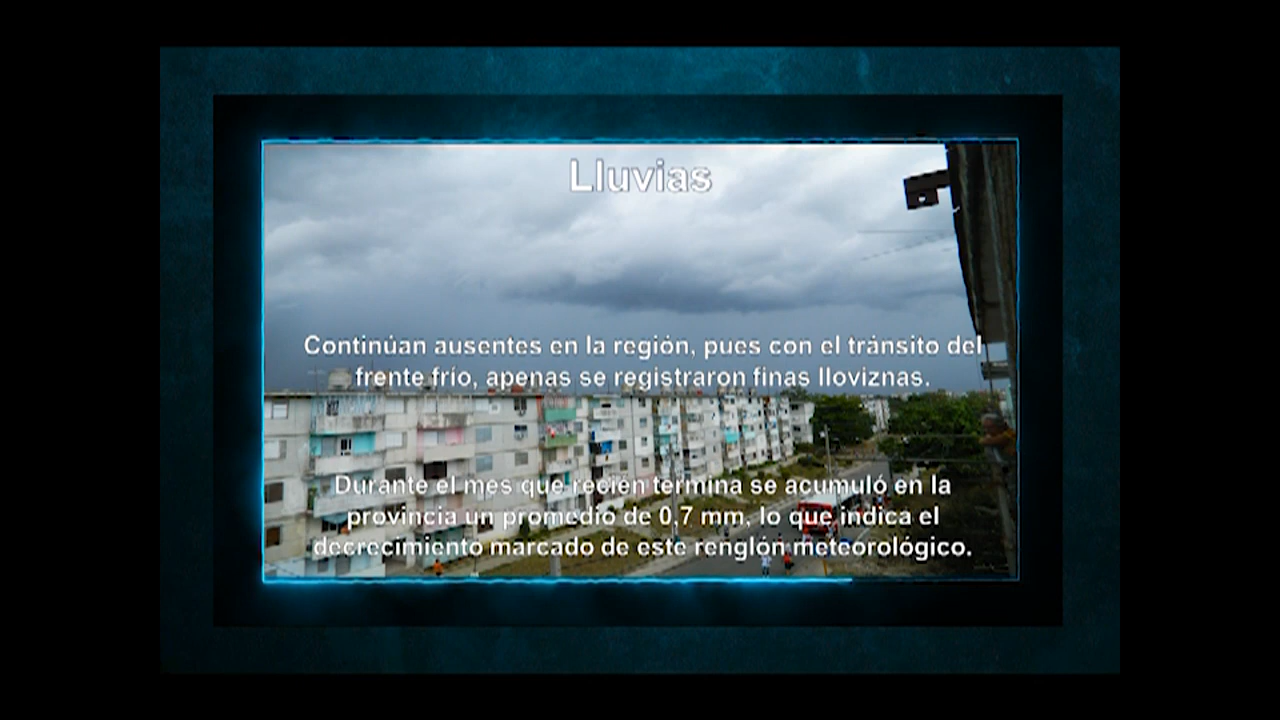 Lluvias
Continúan ausentes en la región, pues con el tránsito del
frente frío, apenas se registraron finas lloviznas.
Durante el mes que recién termina se acumuló en la
provincia un promedio de 0,7 mm, lo que indica el
decrecimiento marcado de este renglón meteorológico.